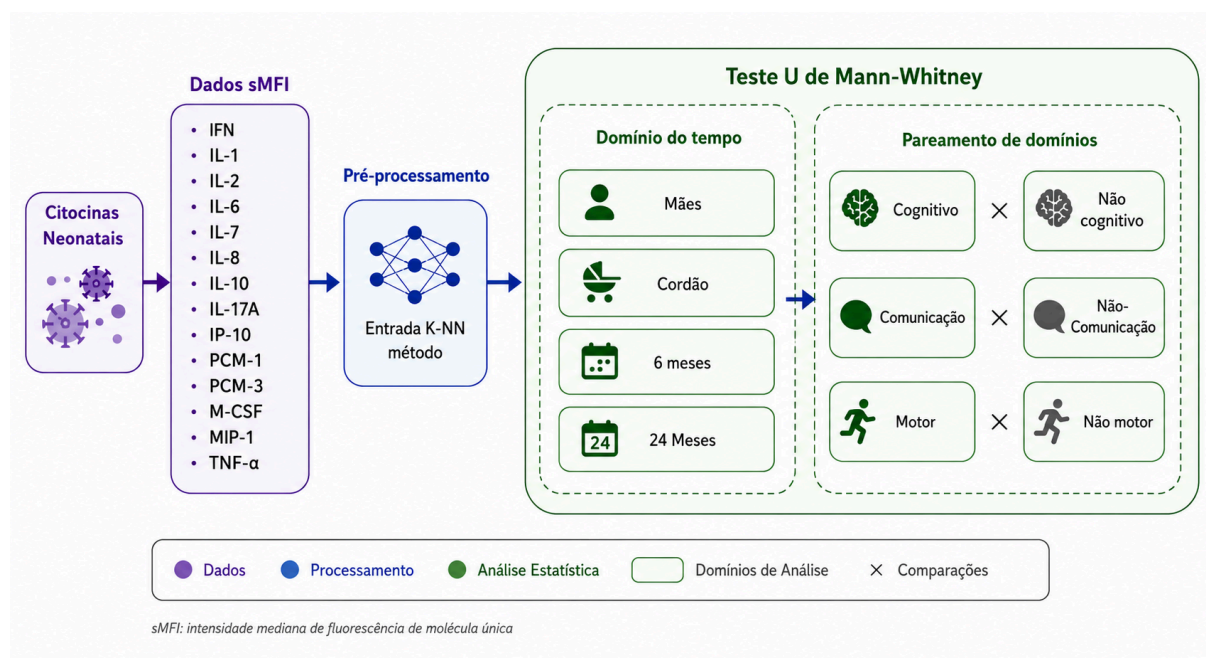 Dados sMFI
IFN
IL-1
IL-2
IL-6
IL-7
IL-8
IL-10
IL-17A
IP-10
PCM-1
PCM-3
M-CSF
MIP-1
TNF-α
Citocinas
Neonatais
Pré-processamento
Entrada K-NN
método
Teste U de Mann-Whitney
Domínio do tempo
Mães
Cordão
6 meses
24
24 Meses
Pareamento de domínios
Cognitivo
×
Não
cognitivo
Comunicação
×
Não-
Comunicação
Motor
×
Não motor
Dados
Processamento
Análise Estatística
Domínios de Análise
× Comparações
sMFI: intensidade mediana de fluorescência de molécula única